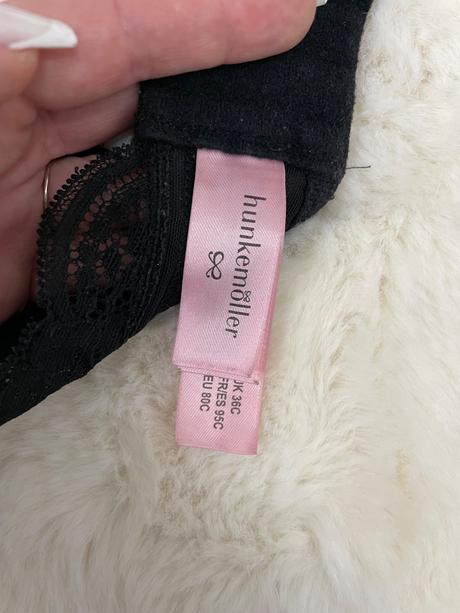 hunkemöller
UK 36C
FR/ES 95C
EU 80C